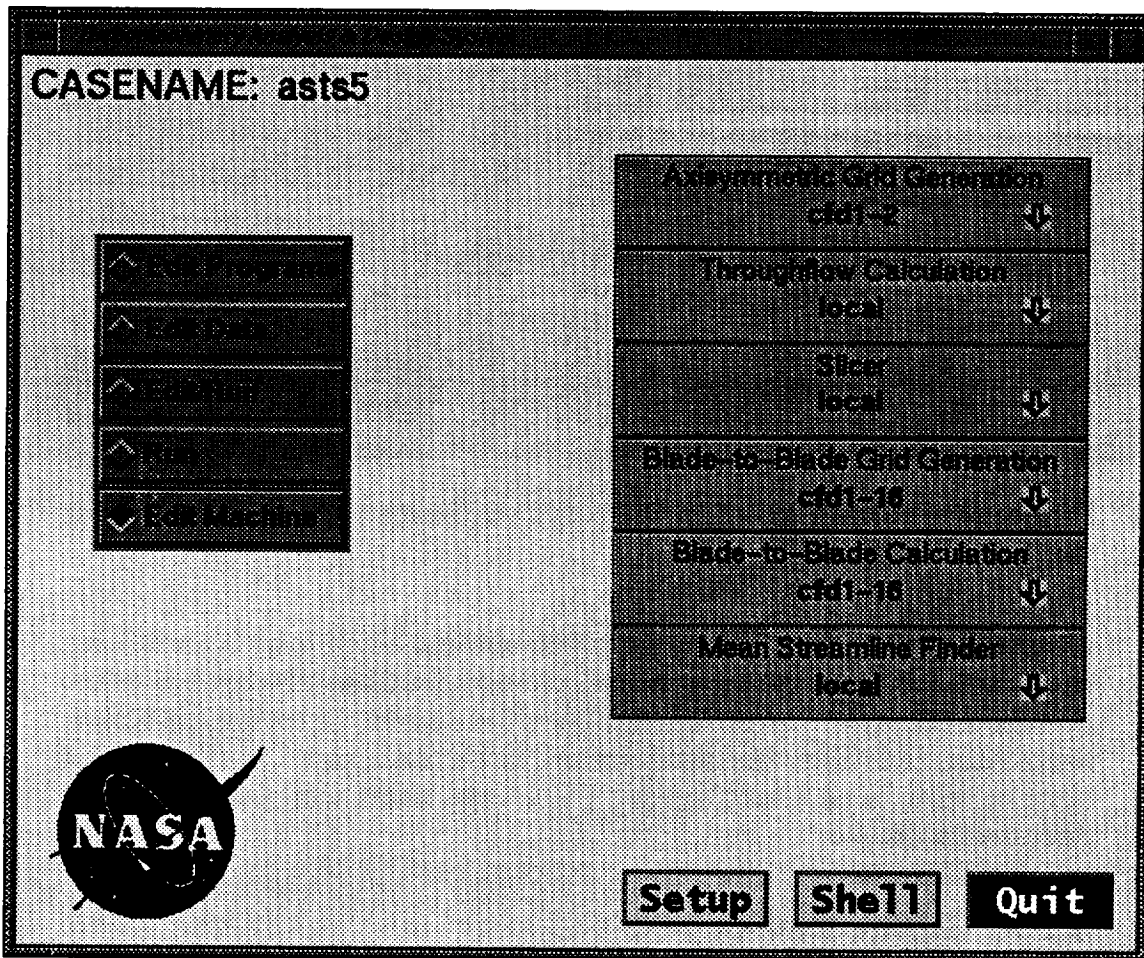 CASENAME: asts5
Edit Programs
Edit Data
Run
Edit Machine
Axisymmetric Grid Generation
cfd1-2
Throughflow Calculation
local
Slicer
local
Blade-to-Blade Grid Generation
cfd1-16
Blade-to-Blade Calculation
cfd1-16
Mean Streamline Finder
local
NASA
Setup
Shell
Quit